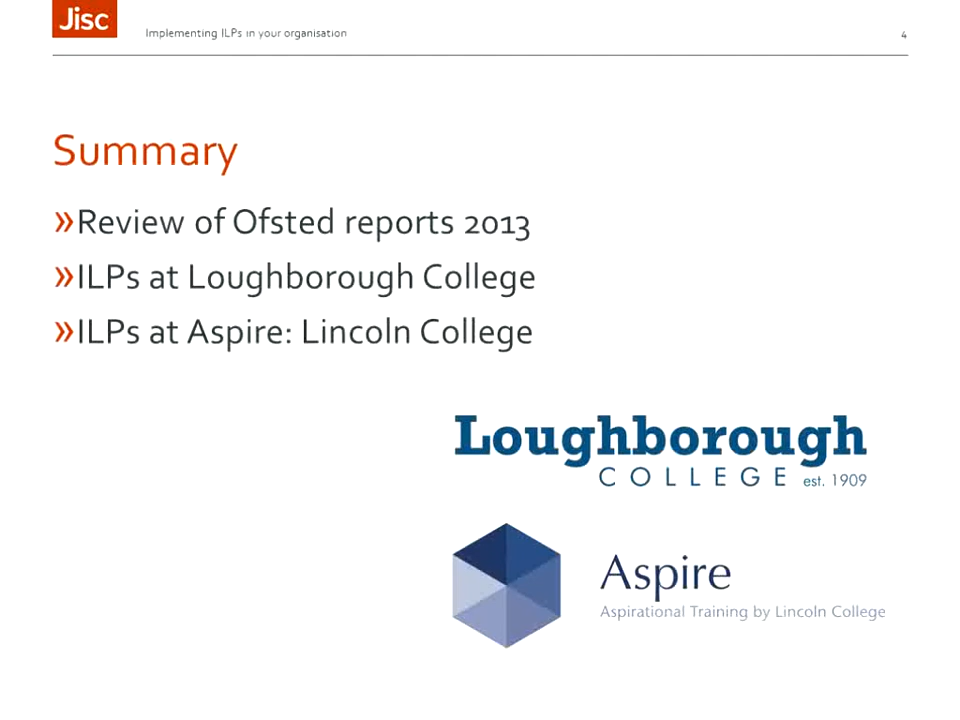 Jisc
Implementing ILPs in your organisation
4
Summary
»Review of Ofsted reports 2013
»ILPs at Loughborough College
»ILPs at Aspire: Lincoln College
Loughborough
COLLEGE est. 1909
Aspire
Aspirational Training by Lincoln College